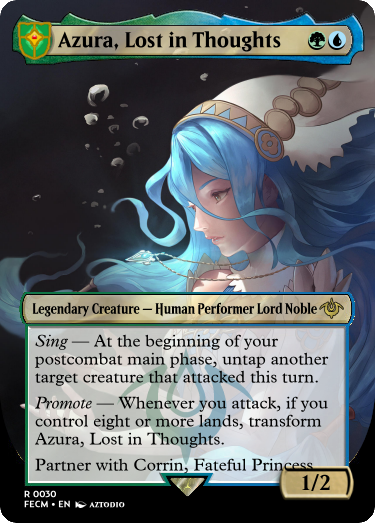 Azura, Lost in Thoughts
Legendary Creature — Human Performer Lord Noble
Sing — At the beginning of your
postcombat main phase, untap another
target creature that attacked this turn.
Promote — Whenever you attack, if you
control eight or more lands, transform
Azura, Lost in Thoughts.
Partner with Corrin, Fateful Princess
1/2
R 0030
FECM • EN AZTODIO